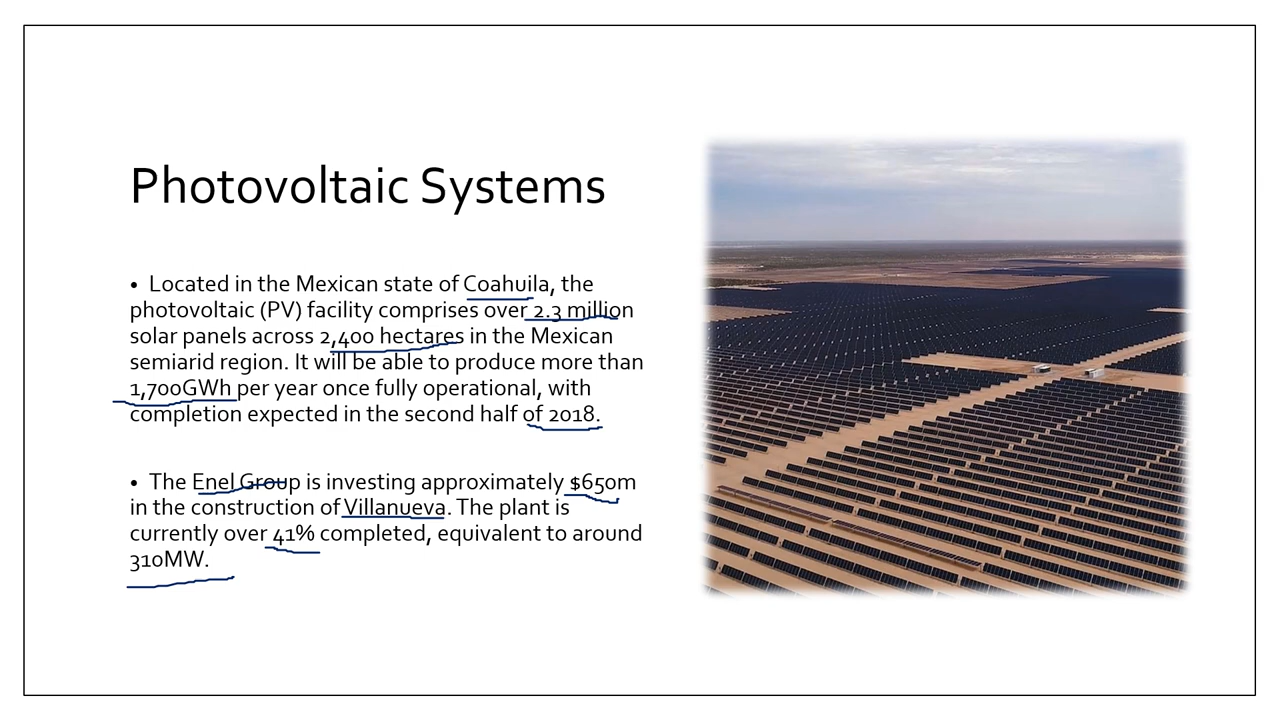 Photovoltaic Systems
• Located in the Mexican state of Coahuila, the
photovoltaic (PV) facility comprises over 2.3 million
solar panels across 2,400 hectares in the Mexican
semiarid region. It will be able to produce more than
1,700GWh per year once fully operational, with
completion expected in the second half of 2018.
• The Enel Group is investing approximately $650m
in the construction of Villanueva. The plant is
currently over 41% completed, equivalent to around
310MW.